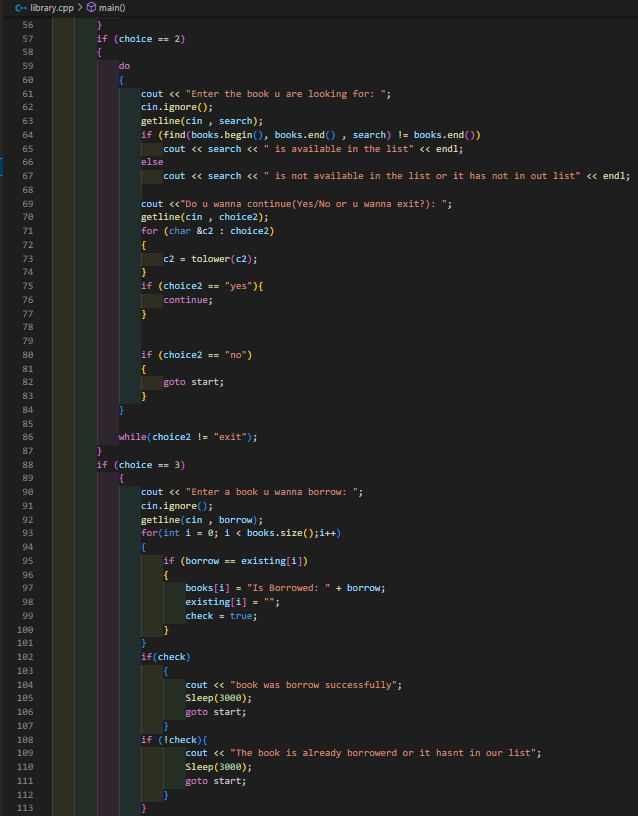 library.cpp > main()
56 }
57 if (choice == 2)
58 {
59 do
60 {
61 cout << "Enter the book u are looking for: ";
62 cin.ignore();
63 getline(cin , search);
64 if (find(books.begin(), books.end() , search) != books.end())
65 cout << search << " is available in the list" << endl;
66 else
67 cout << search << " is not available in the list or it has not in out list" << endl;
68
69 cout <<"Do u wanna continue(Yes/No or u wanna exit?): ";
70 getline(cin , choice2);
71 for (char &c2 : choice2)
72 {
73 c2 = tolower(c2);
74 }
75 if (choice2 == "yes"){
76 continue;
77 }
78
79
80 if (choice2 == "no")
81 {
82 goto start;
83 }
84 }
85
86 while(choice2 != "exit");
87 }
88 if (choice == 3)
89 {
90 cout << "Enter a book u wanna borrow: ";
91 cin.ignore();
92 getline(cin , borrow);
93 for(int i = 0; i < books.size();i++)
94 {
95 if (borrow == existing[i])
96 {
97 books[i] = "Is Borrowed: " + borrow;
98 existing[i] = "";
99 check = true;
100 }
101 }
102 if(check)
103 {
104 cout << "book was borrow successfully";
105 Sleep(3000);
106 goto start;
107 }
108 if (!check){
109 cout << "The book is already borrowerd or it hasnt in our list";
110 Sleep(3000);
111 goto start;
112 }
113 }